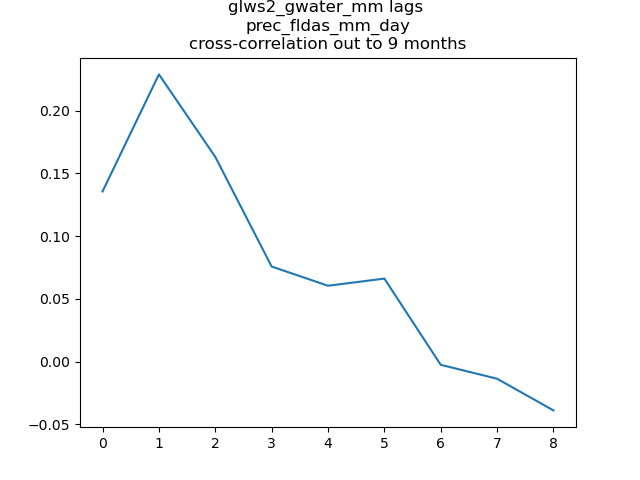 glws2_gwater_mm lags
prec_fldas_mm_day
cross-correlation out to 9 months
0.20
0.15
0.10
0.05
0.00
−0.05
0 1 2 3 4 5 6 7 8